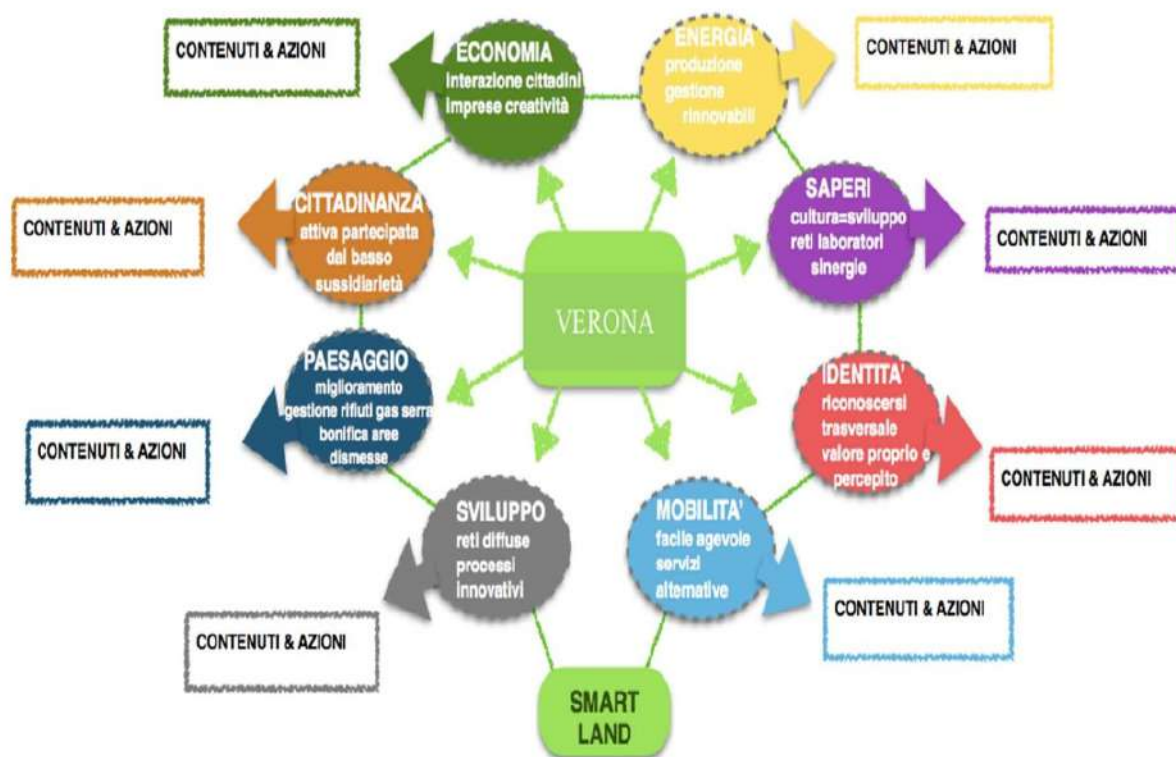 CONTENUTI & AZIONI
ECONOMIA
interazione cittadini
imprese creatività
ENERGIA
produzione
gestione
rinnovabili
CONTENUTI & AZIONI
CONTENUTI & AZIONI
CITTADINANZA
attiva partecipata
dal basso
sussidiarietà
SAPERI
cultura=sviluppo
reti laboratori
sinergie
CONTENUTI & AZIONI
VERONA
CONTENUTI & AZIONI
PAESAGGIO
miglioramento
gestione rifiuti gas serra
bonifica aree
dismesse
IDENTITA'
riconoscersi
trasversale
valore proprio e
percepito
CONTENUTI & AZIONI
CONTENUTI & AZIONI
SVILUPPO
reti diffuse
processi
innovativi
MOBILITA'
facile agevole
servizi
alternative
CONTENUTI & AZIONI
SMART
LAND